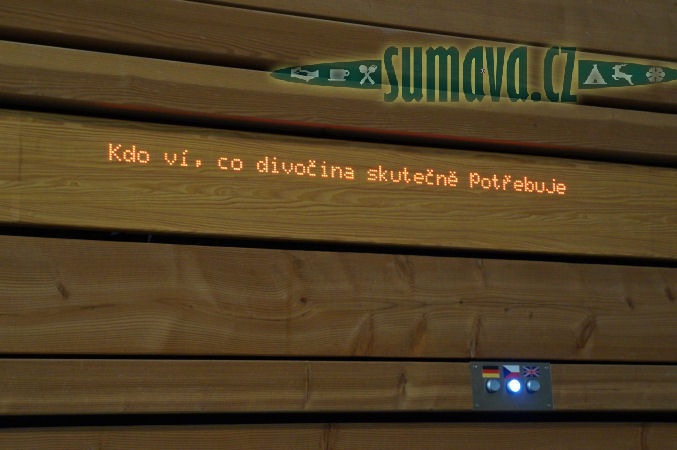 sumava.cz
Kdo ví, co divočina skutečně potřebuje